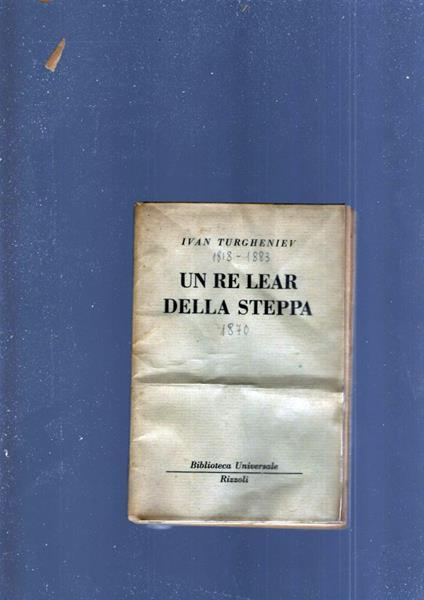 IVAN TURGHENIEV
1818 - 1883
UN RE LEAR
DELLA STEPPA
1870
Biblioteca Universale
Rizzoli